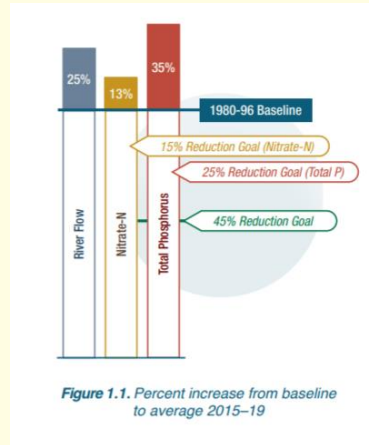 25%
13%
35%
1980-96 Baseline
15% Reduction Goal (Nitrate-N)
25% Reduction Goal (Total P)
45% Reduction Goal
River Flow
Nitrate-N
Total Phosphorus
Figure 1.1. Percent increase from baseline
to average 2015–19